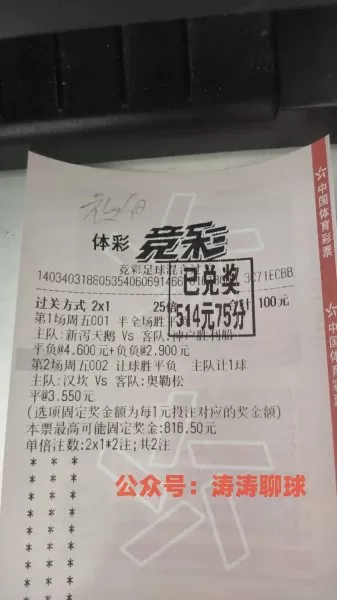 体彩 竞彩
竞彩足球混合过
已兑奖
514元75分
过关方式 2x1 25倍 合计 100元
第1场周五001 半全场胜平负
主队:新泻天鹅 Vs 客队:
平负@4.600元+负负@2.900元
第2场周五002 让球胜平负 主队让1球
主队:汉坎 Vs 客队:奥勒松
平@3.550元
(选项固定奖金额为每1元投注对应的奖金额)
本票最高可能固定奖金:816.50元
单倍注数:2x1*2注;共2注
公众号:涛涛聊球
中国体育彩票
中国体育彩票